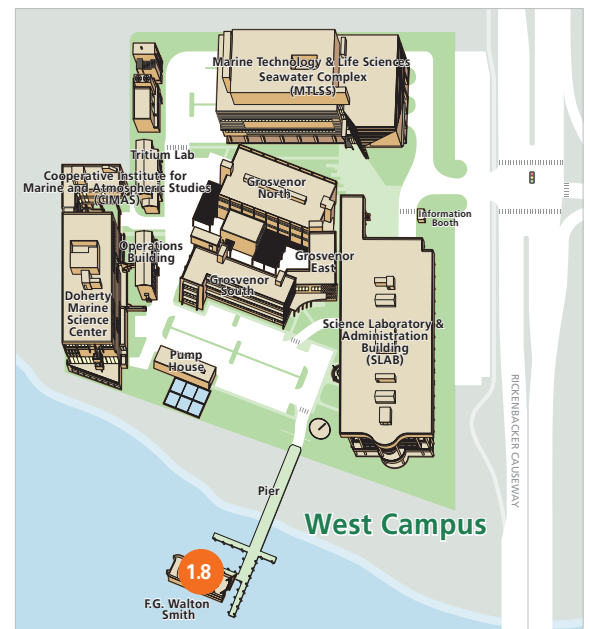 Marine Technology & Life Sciences
Seawater Complex
(MTLSS)
Tritium Lab
Cooperative Institute for
Marine and Atmospheric Studies
(CIMAS)
Grosvenor
North
Information
Booth
Operations
Building
Grosvenor
East
Grosvenor
South
Doherty
Marine
Science
Center
Science Laboratory &
Administration
Building
(SLAB)
Pump
House
RICKENBACKER CAUSEWAY
Pier
West Campus
1.8
F.G. Walton
Smith